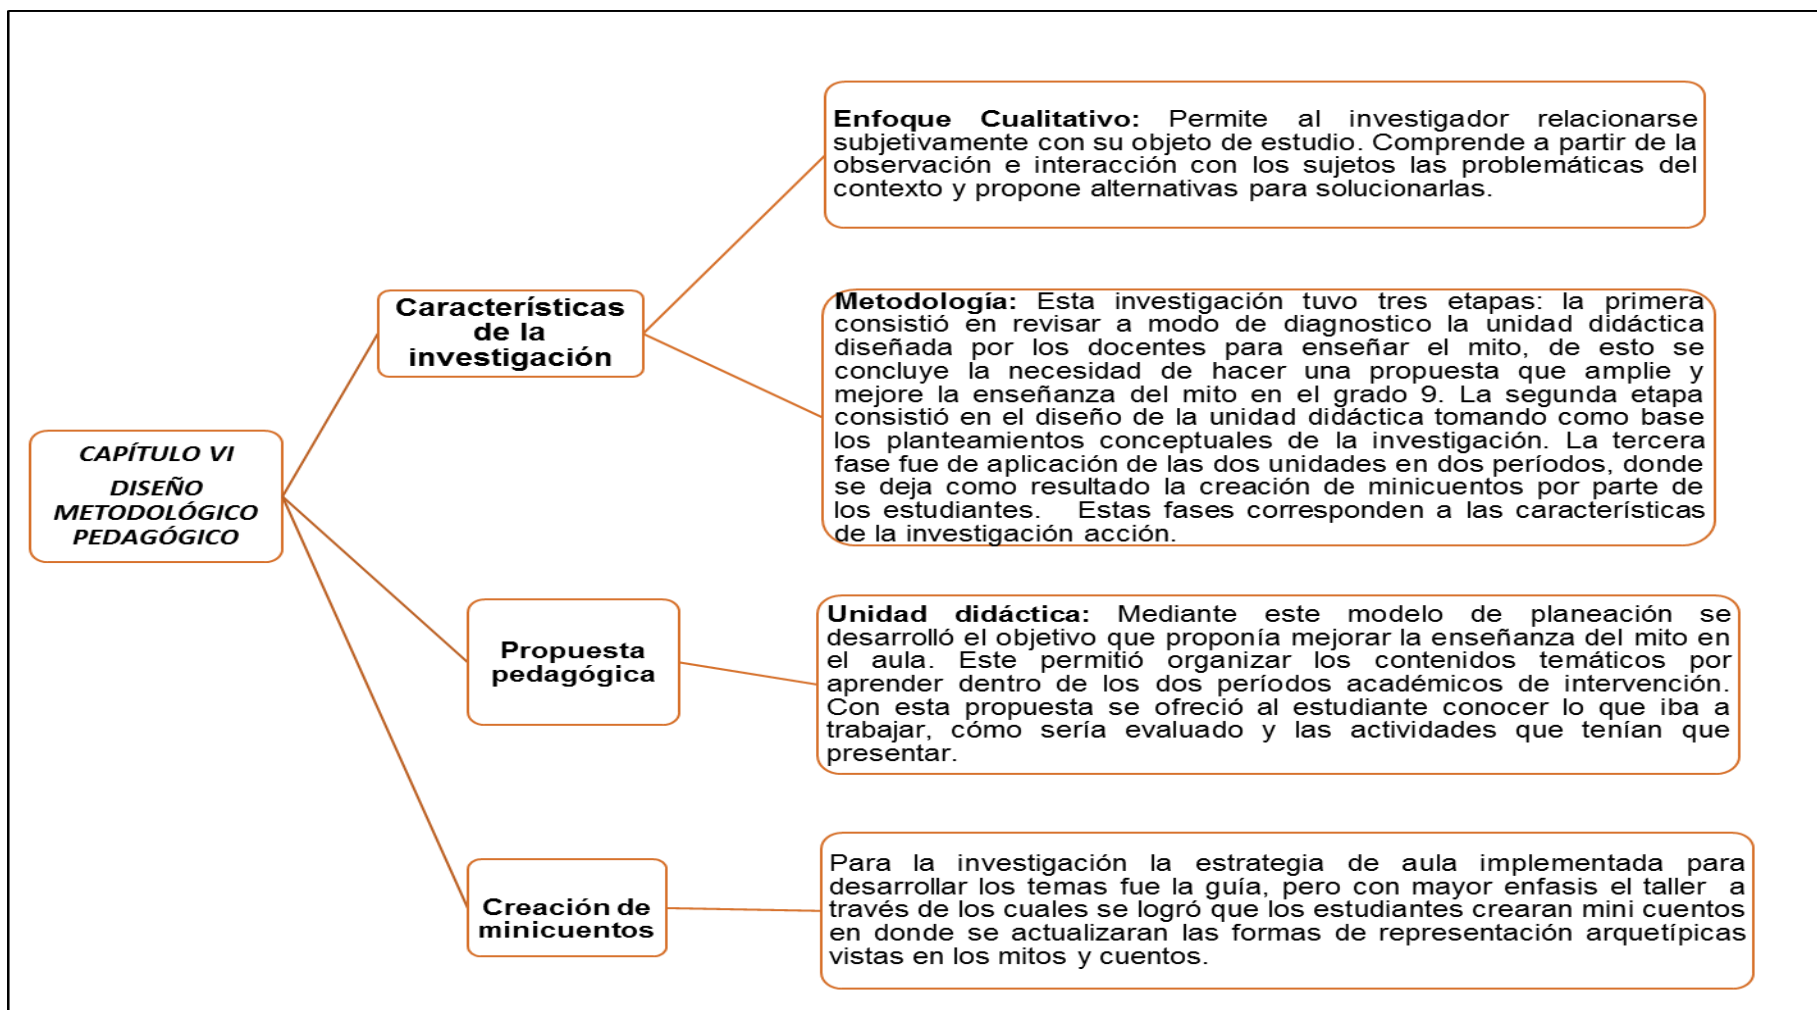 CAPÍTULO VI
DISEÑO
METODOLÓGICO
PEDAGÓGICO
Características
de la
investigación
Enfoque Cualitativo: Permite al investigador relacionarse
subjetivamente con su objeto de estudio. Comprende a partir de la
observación e interacción con los sujetos las problemáticas del
contexto y propone alternativas para solucionarlas.
Metodología: Esta investigación tuvo tres etapas: la primera
consistió en revisar a modo de diagnostico la unidad didáctica
diseñada por los docentes para enseñar el mito, de esto se
concluye la necesidad de hacer una propuesta que amplie y
mejore la enseñanza del mito en el grado 9. La segunda etapa
consistió en el diseño de la unidad didáctica tomando como base
los planteamientos conceptuales de la investigación. La tercera
fase fue de aplicación de las dos unidades en dos períodos, donde
se deja como resultado la creación de minicuentos por parte de
los estudiantes. Estas fases corresponden a las características
de la investigación acción.
Propuesta
pedagógica
Unidad didáctica: Mediante este modelo de planeación se
desarrolló el objetivo que proponía mejorar la enseñanza del mito en
el aula. Este permitió organizar los contenidos temáticos por
aprender dentro de los dos períodos académicos de intervención.
Con esta propuesta se ofreció al estudiante conocer lo que iba a
trabajar, cómo sería evaluado y las actividades que tenían que
presentar.
Creación de
minicuentos
Para la investigación la estrategia de aula implementada para
desarrollar los temas fue la guía, pero con mayor enfasis el taller a
través de los cuales se logró que los estudiantes crearan mini cuentos
en donde se actualizaran las formas de representación arquetípicas
vistas en los mitos y cuentos.